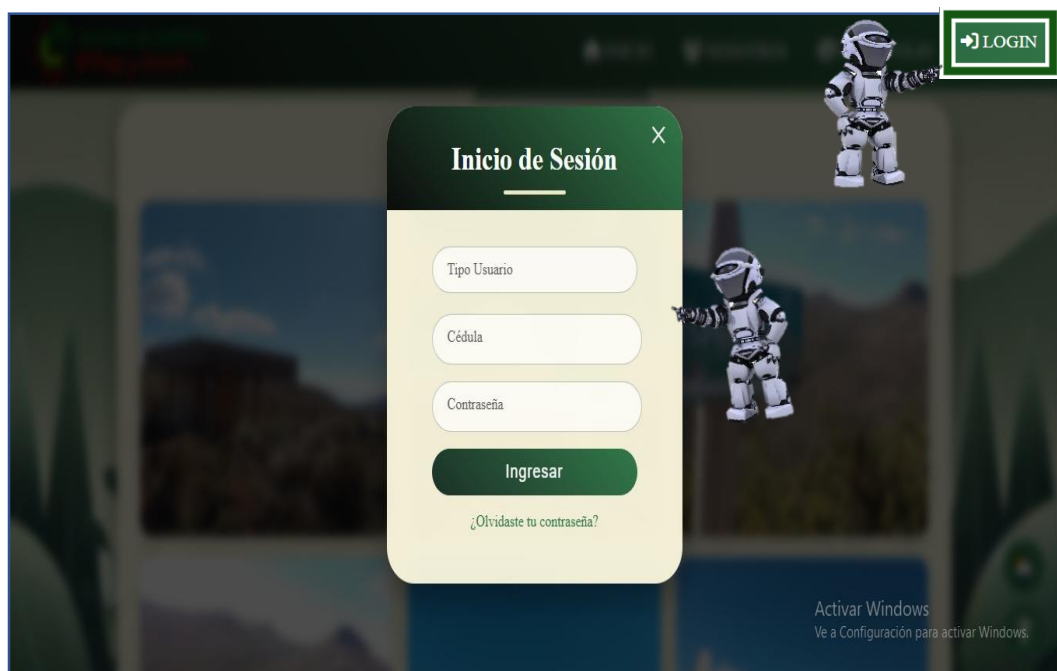 LOGIN
X
Inicio de Sesión
Tipo Usuario
Cédula
Contraseña
Ingresar
¿Olvidaste tu contraseña?
Activar Windows
Ve a Configuración para activar Windows.